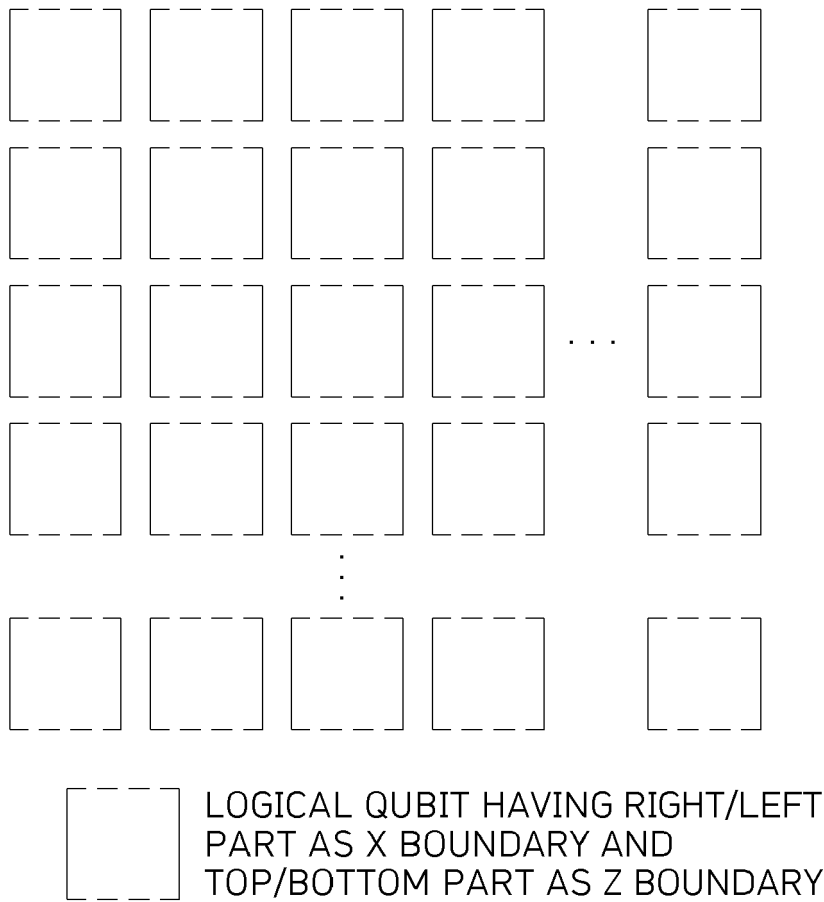 LOGICAL QUBIT HAVING RIGHT/LEFT
PART AS X BOUNDARY AND
TOP/BOTTOM PART AS Z BOUNDARY